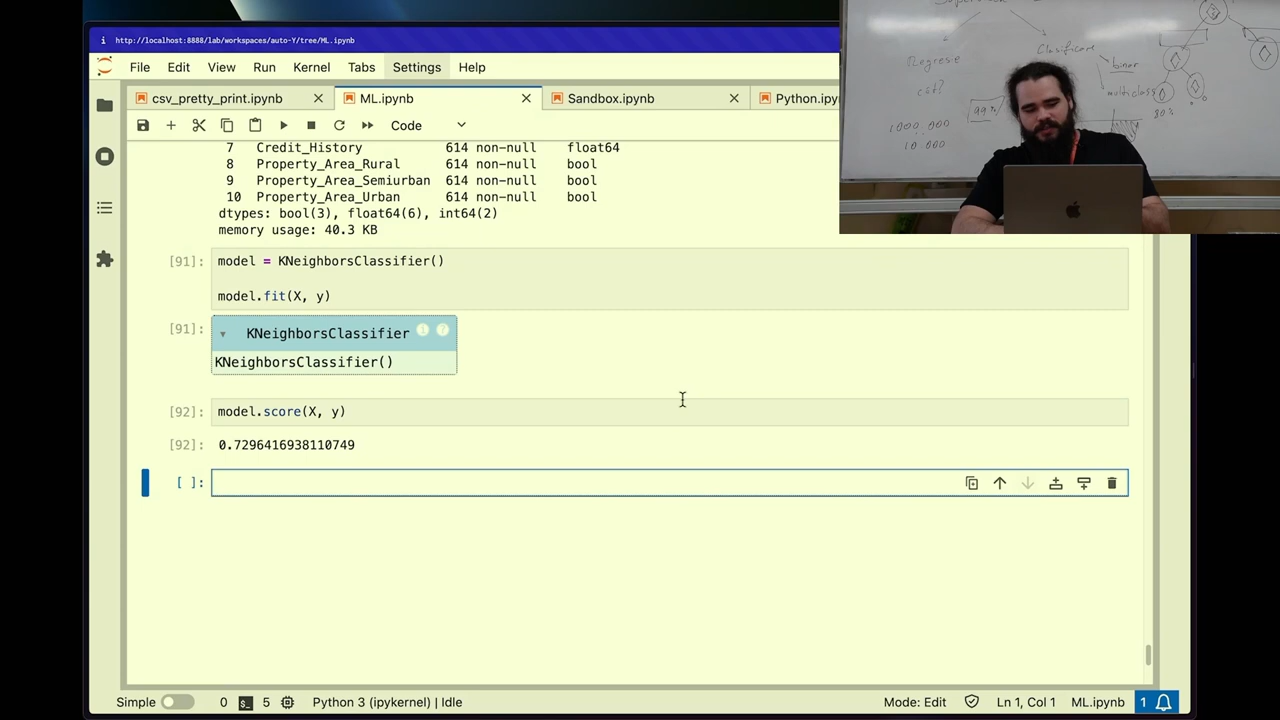 http://localhost:8888/lab/workspaces/auto-Y/tree/ML.ipynb
File Edit View Run Kernel Tabs Settings Help
csv_pretty_print.ipynb ML.ipynb Sandbox.ipynb Python.ipy
Code
7 Credit_History 614 non-null float64
8 Property_Area_Rural 614 non-null bool
9 Property_Area_Semiurban 614 non-null bool
10 Property_Area_Urban 614 non-null bool
dtypes: bool(3), float64(6), int64(2)
memory usage: 40.3 KB
[91]: model = KNeighborsClassifier()
model.fit(X, y)
[91]: KNeighborsClassifier
KNeighborsClassifier()
[92]: model.score(X, y)
[92]: 0.7296416938110749
[ ]:
Simple 0 5 Python 3 (ipykernel) | Idle Mode: Edit Ln 1, Col 1 ML.ipynb 1
Clasificare
Regresie
binar
multiclass
99%
80%
10.000